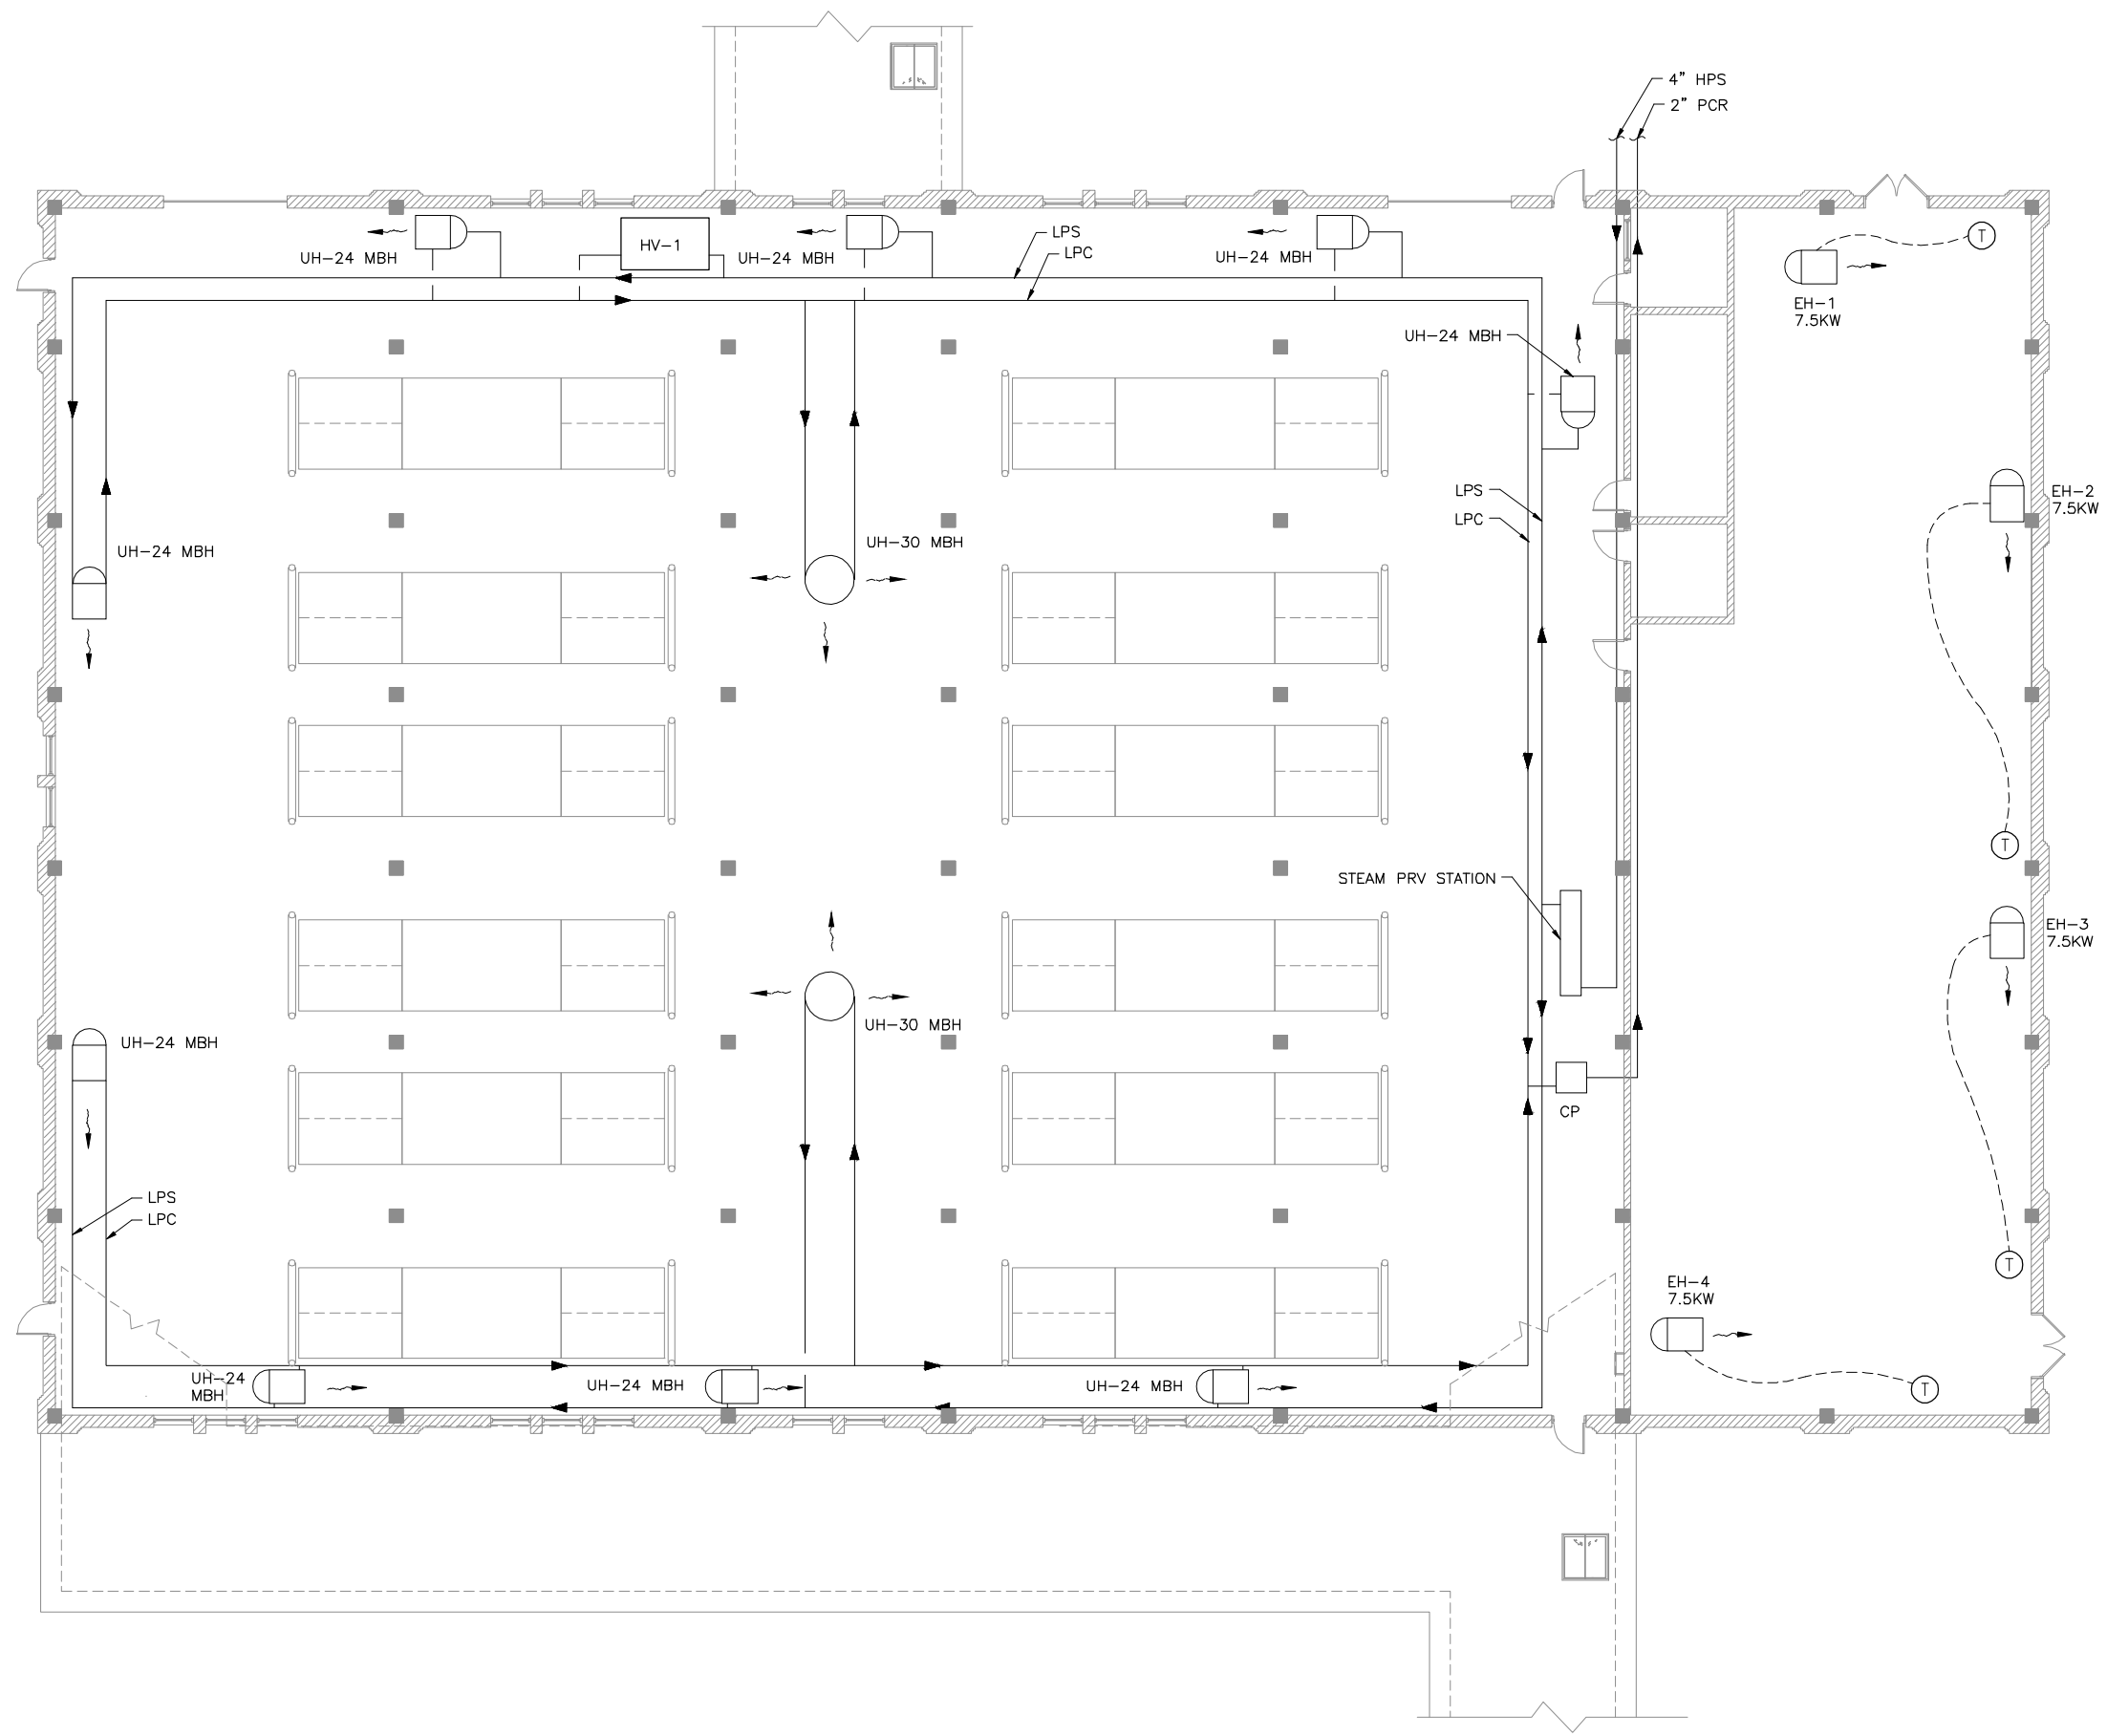 4” HPS
2” PCR
LPS
LPC
HV-1
UH-24 MBH
UH-24 MBH
UH-24 MBH
T
EH-1
7.5KW
UH-24 MBH
LPS
LPC
EH-2
7.5KW
UH-24 MBH
UH-30 MBH
T
STEAM PRV STATION
EH-3
7.5KW
UH-30 MBH
UH-24 MBH
CP
LPS
LPC
T
EH-4
7.5KW
UH-24
MBH
UH-24 MBH
UH-24 MBH
T